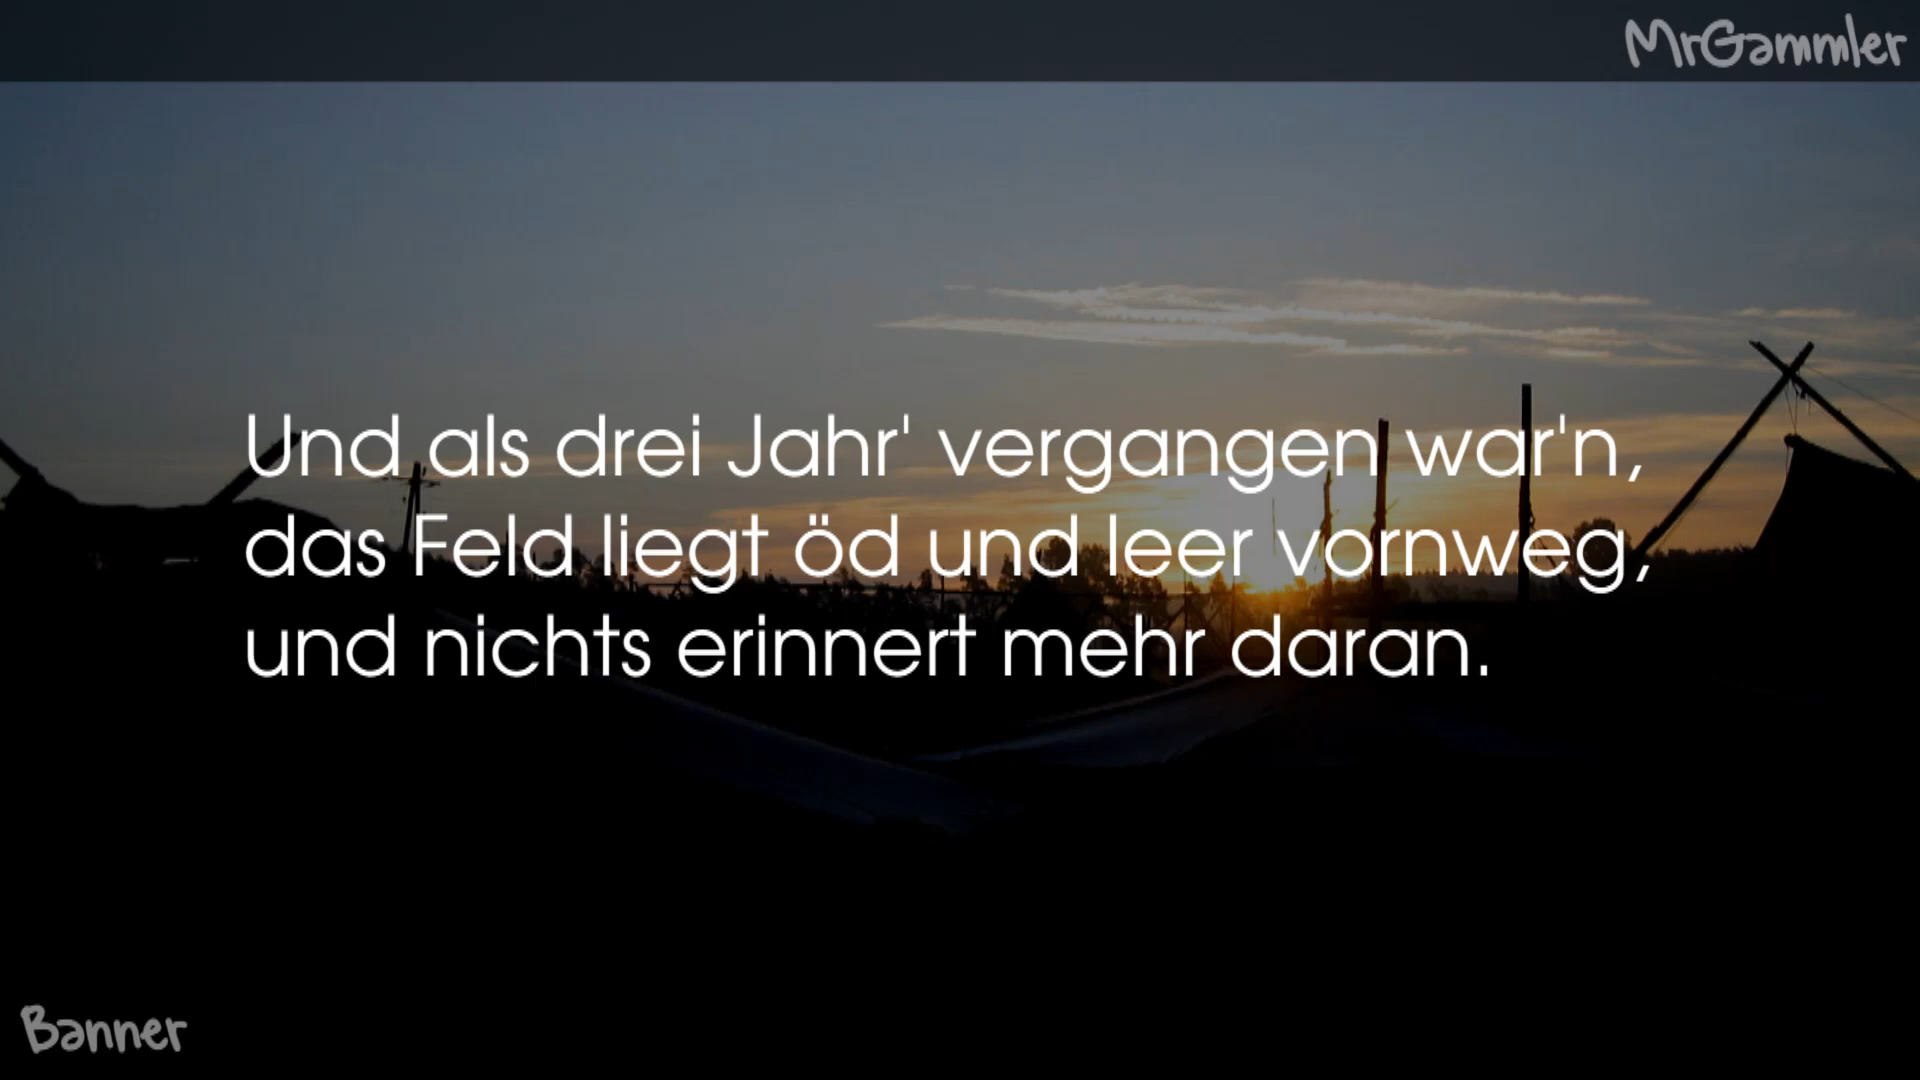 MrGammler
Und als drei Jahr' vergangen war'n,
das Feld liegt öd und leer vornweg,
und nichts erinnert mehr daran.
Banner